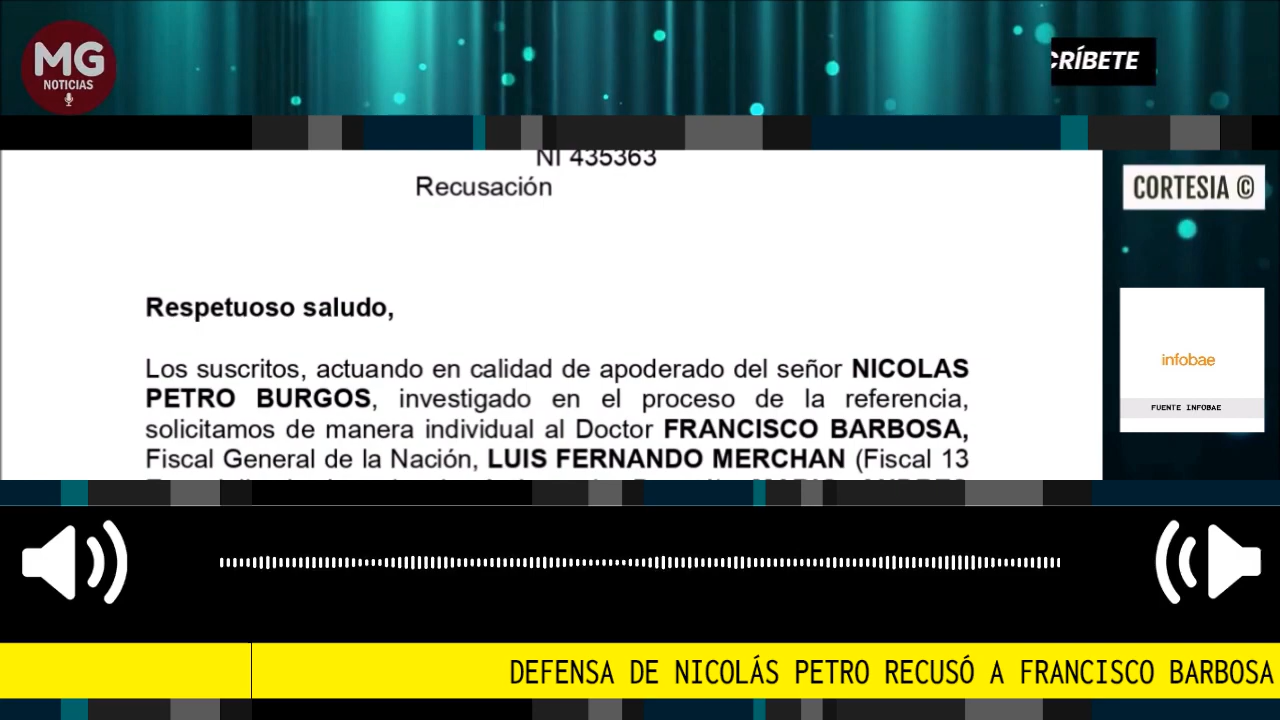 MG
NOTICIAS
CRÍBETE
NI 435363
Recusación
CORTESIA ©
Respetuoso saludo,
Los suscritos, actuando en calidad de apoderado del señor NICOLAS
PETRO BURGOS, investigado en el proceso de la referencia,
solicitamos de manera individual al Doctor FRANCISCO BARBOSA,
Fiscal General de la Nación, LUIS FERNANDO MERCHAN (Fiscal 13
infobae
FUENTE INFOBAE
DEFENSA DE NICOLÁS PETRO RECUSÓ A FRANCISCO BARBOSA